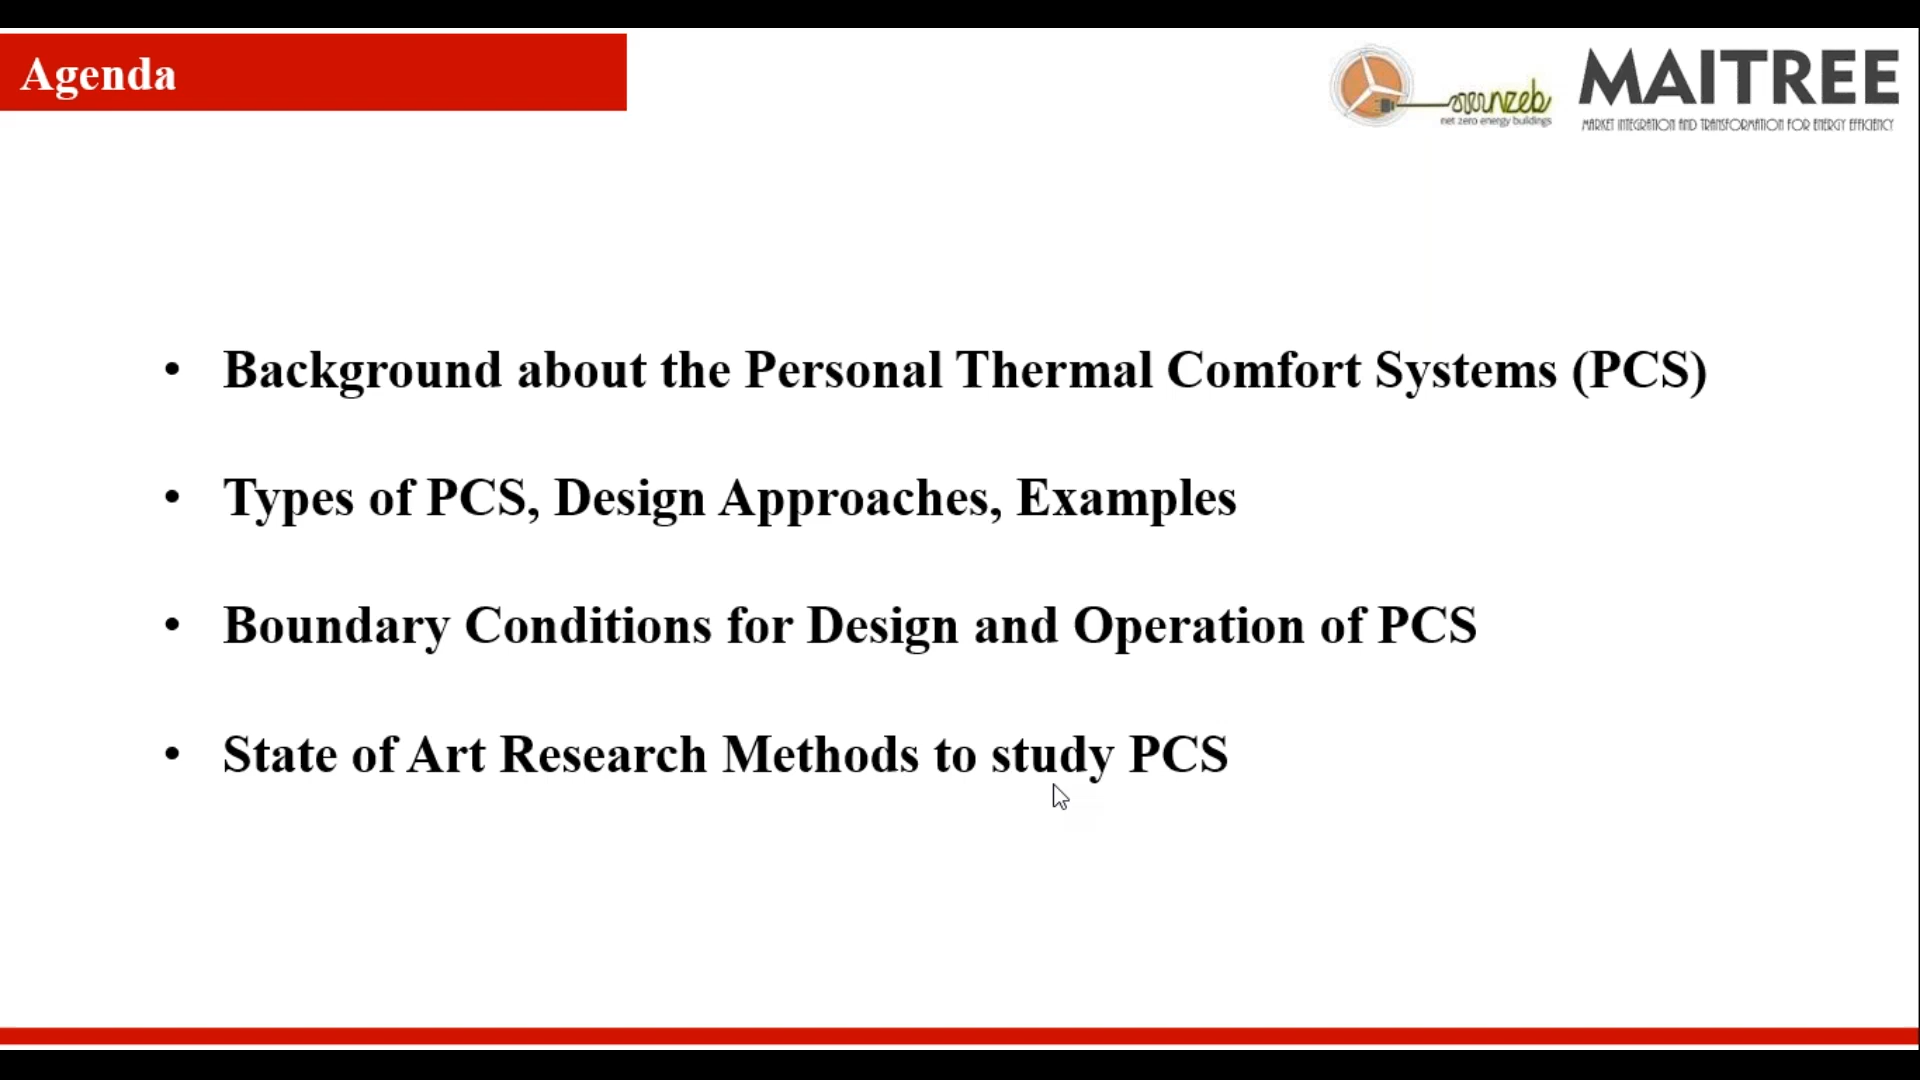 Agenda
nzeb
net zero energy buildings
MAITREE
MARKET INTEGRATION AND TRANSFORMATION FOR ENERGY EFFICIENCY
• Background about the Personal Thermal Comfort Systems (PCS)
• Types of PCS, Design Approaches, Examples
• Boundary Conditions for Design and Operation of PCS
• State of Art Research Methods to study PCS